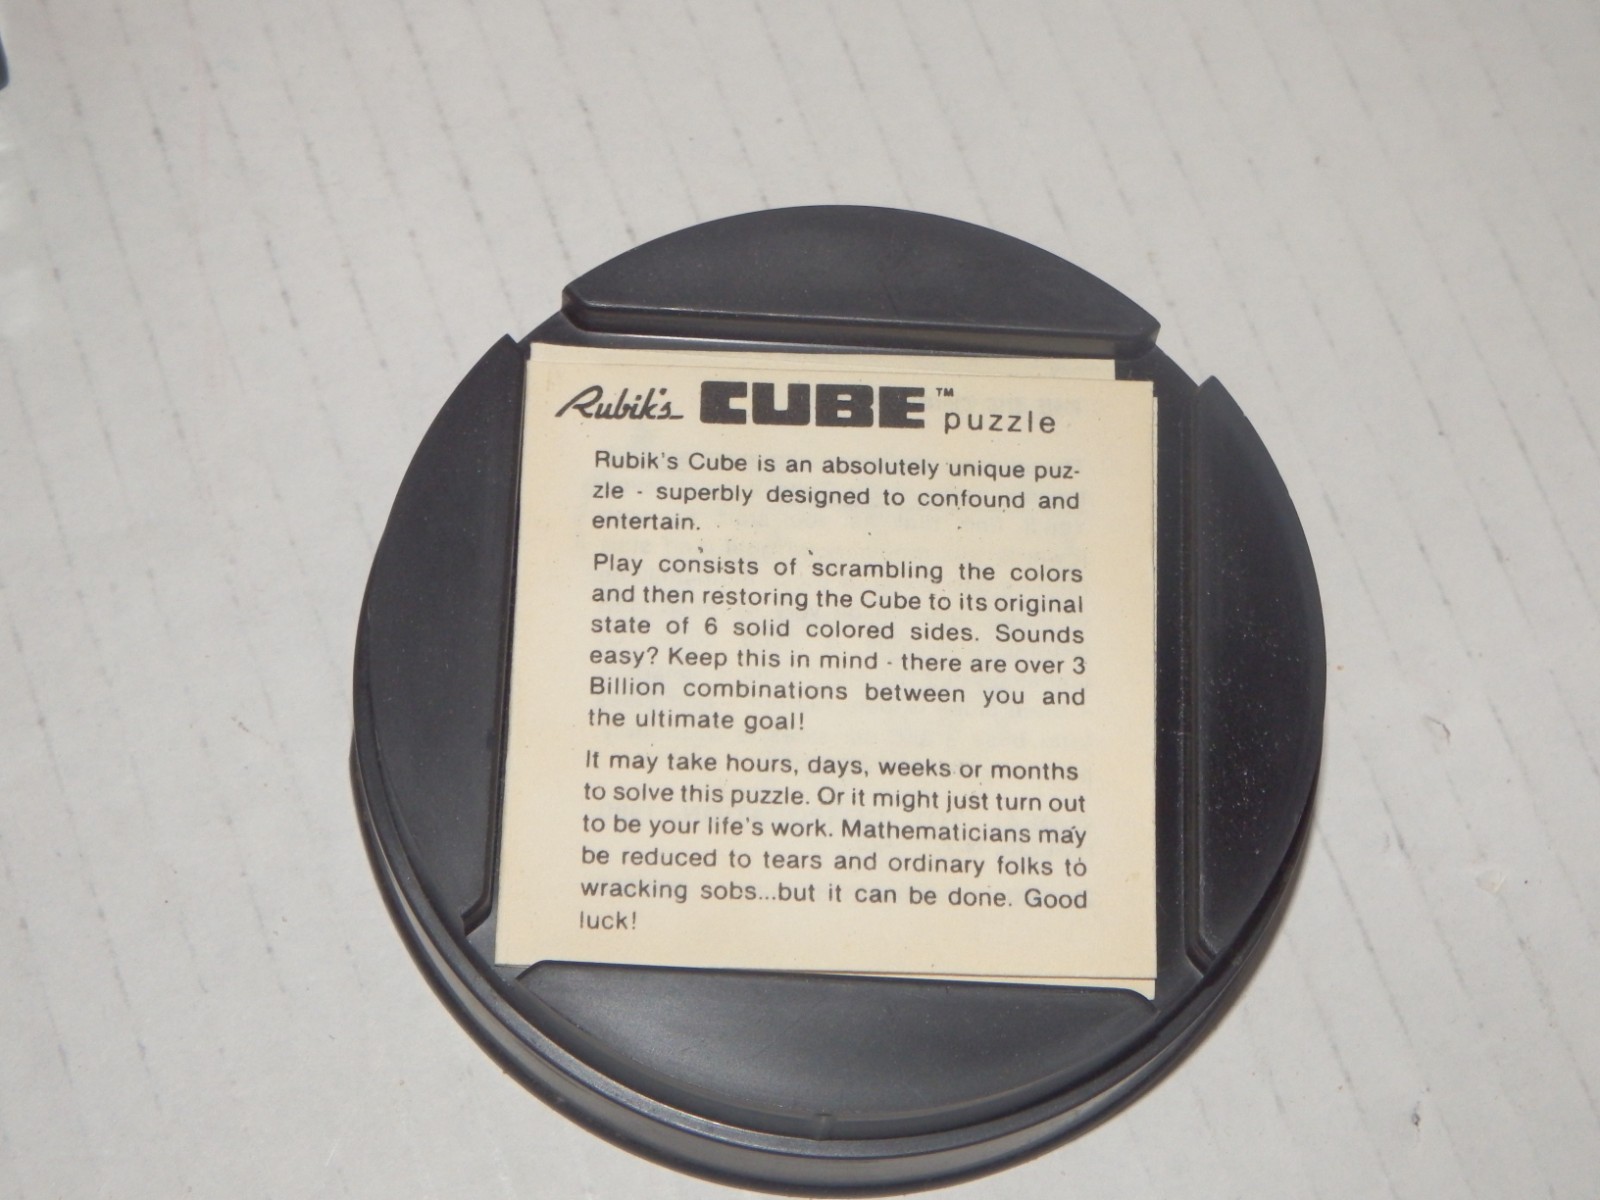 Rubik's CUBE™ puzzle
Rubik's Cube is an absolutely unique puz-
zle - superbly designed to confound and
entertain.
Play consists of scrambling the colors
and then restoring the Cube to its original
state of 6 solid colored sides. Sounds
easy? Keep this in mind - there are over 3
Billion combinations between you and
the ultimate goal!
It may take hours, days, weeks or months
to solve this puzzle. Or it might just turn out
to be your life's work. Mathematicians may
be reduced to tears and ordinary folks to
wracking sobs...but it can be done. Good
luck!